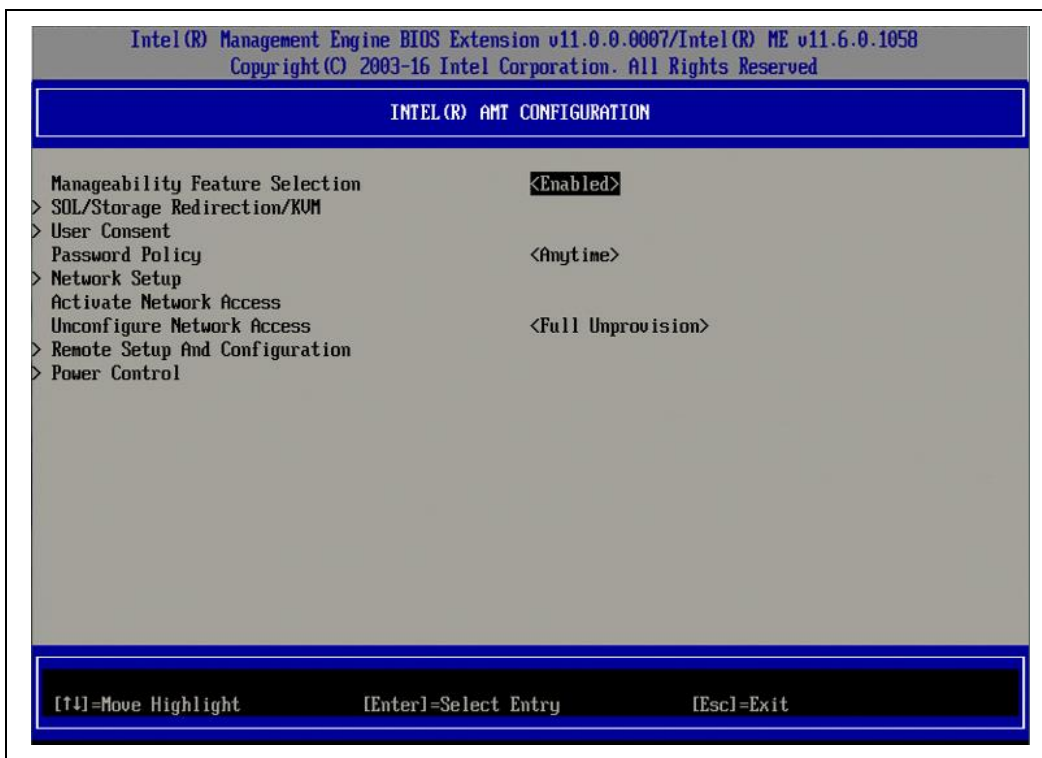 Intel(R) Management Engine BIOS Extension v11.0.0.0007/Intel(R) ME v11.6.0.1058
Copyright(C) 2003-16 Intel Corporation. All Rights Reserved
INTEL(R) AMT CONFIGURATION
Manageability Feature Selection <Enabled>
> SOL/Storage Redirection/KVM
> User Consent
Password Policy <Anytime>
> Network Setup
Activate Network Access
Unconfigure Network Access <Full Unprovision>
> Remote Setup And Configuration
> Power Control
[↑↓]=Move Highlight [Enter]=Select Entry [Esc]=Exit